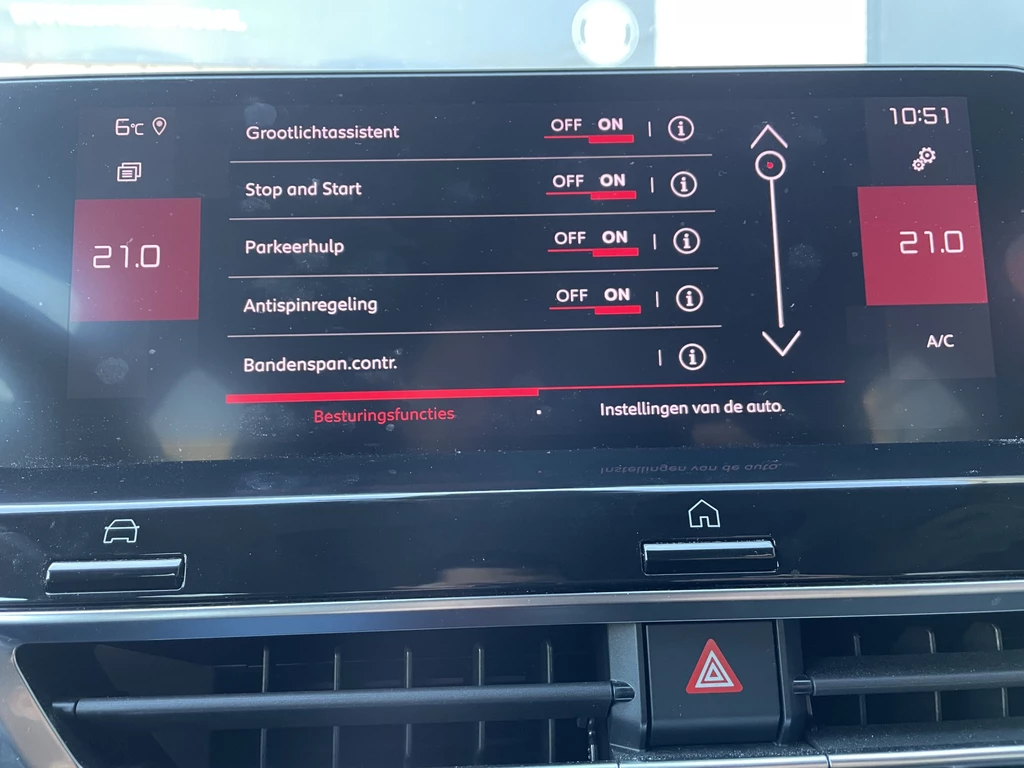 6°C
10:51
21.0
21.0
A/C
Grootlichtassistent OFF ON
Stop and Start OFF ON
Parkeerhulp OFF ON
Antispinregeling OFF ON
Bandenspan.contr.
Besturingsfuncties
Instellingen van de auto.